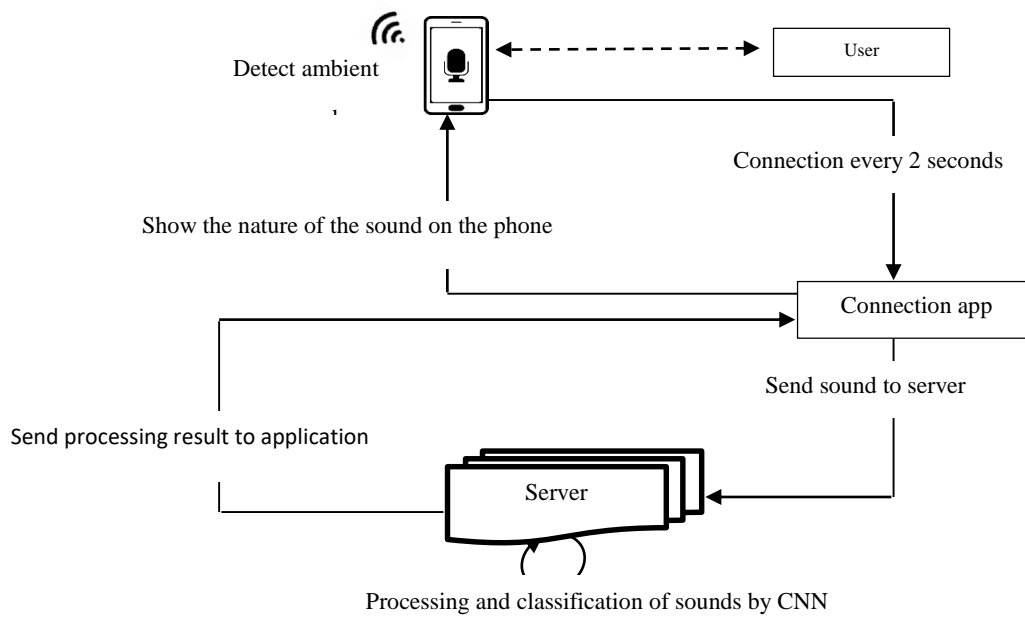 Detect ambient
User
Connection every 2 seconds
Show the nature of the sound on the phone
Connection app
Send sound to server
Send processing result to application
Server
Processing and classification of sounds by CNN